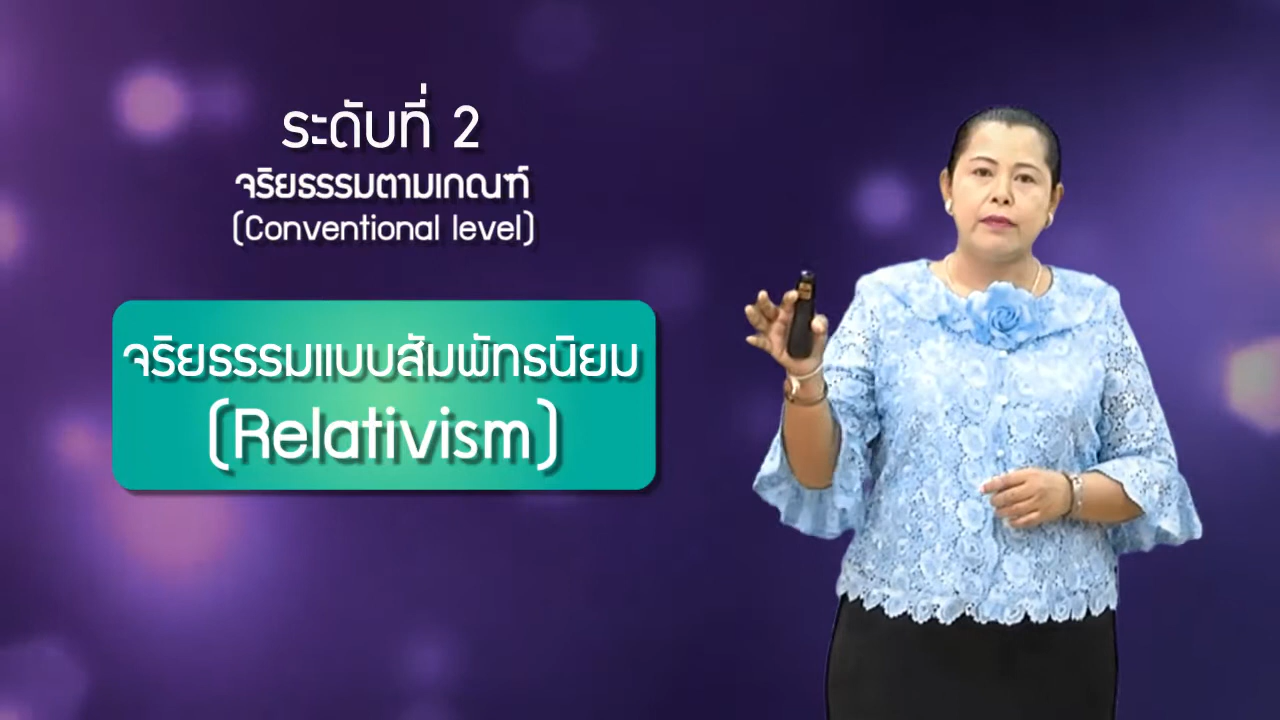 ระดับที่ 2
จริยธรรมตามเกณฑ์
(Conventional level)
จริยธรรมแบบสัมพัทธนิยม
(Relativism)